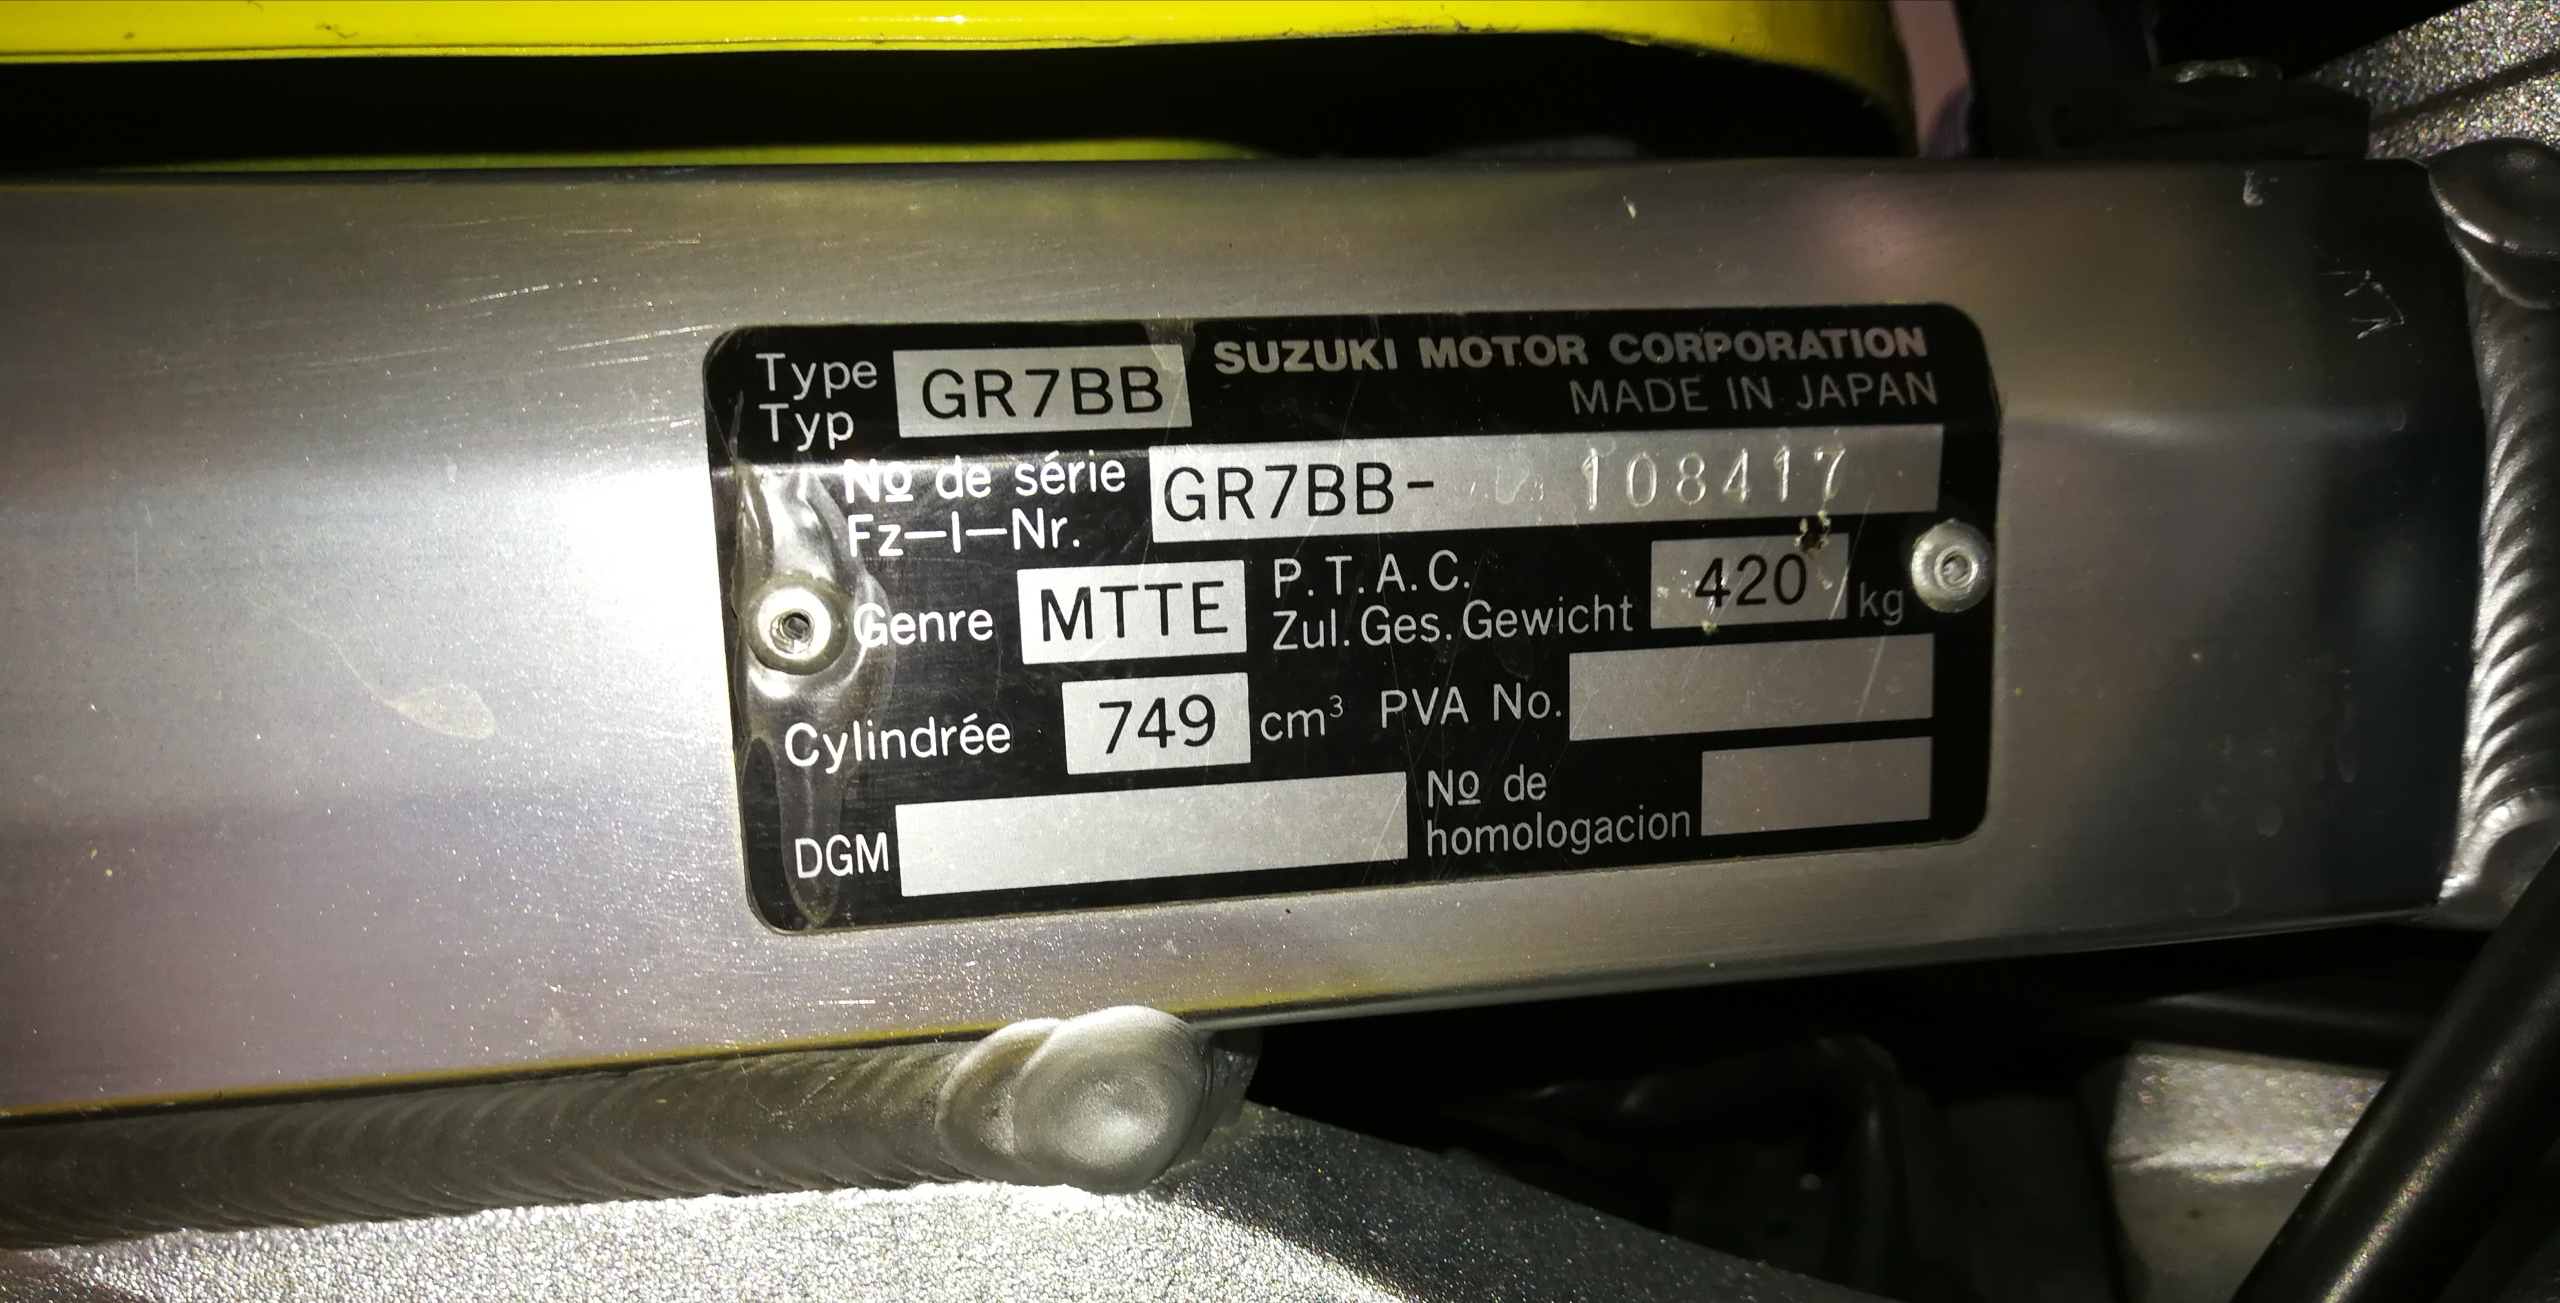 Type
Typ
GR7BB
SUZUKI MOTOR CORPORATION
MADE IN JAPAN
Nº de série
Fz-I-Nr.
GR7BB- 108417
Genre
MTTE
P.T.A.C.
Zul.Ges.Gewicht
420 kg
Cylindrée
749 cm³
PVA No.
DGM
Nº de
homologacion